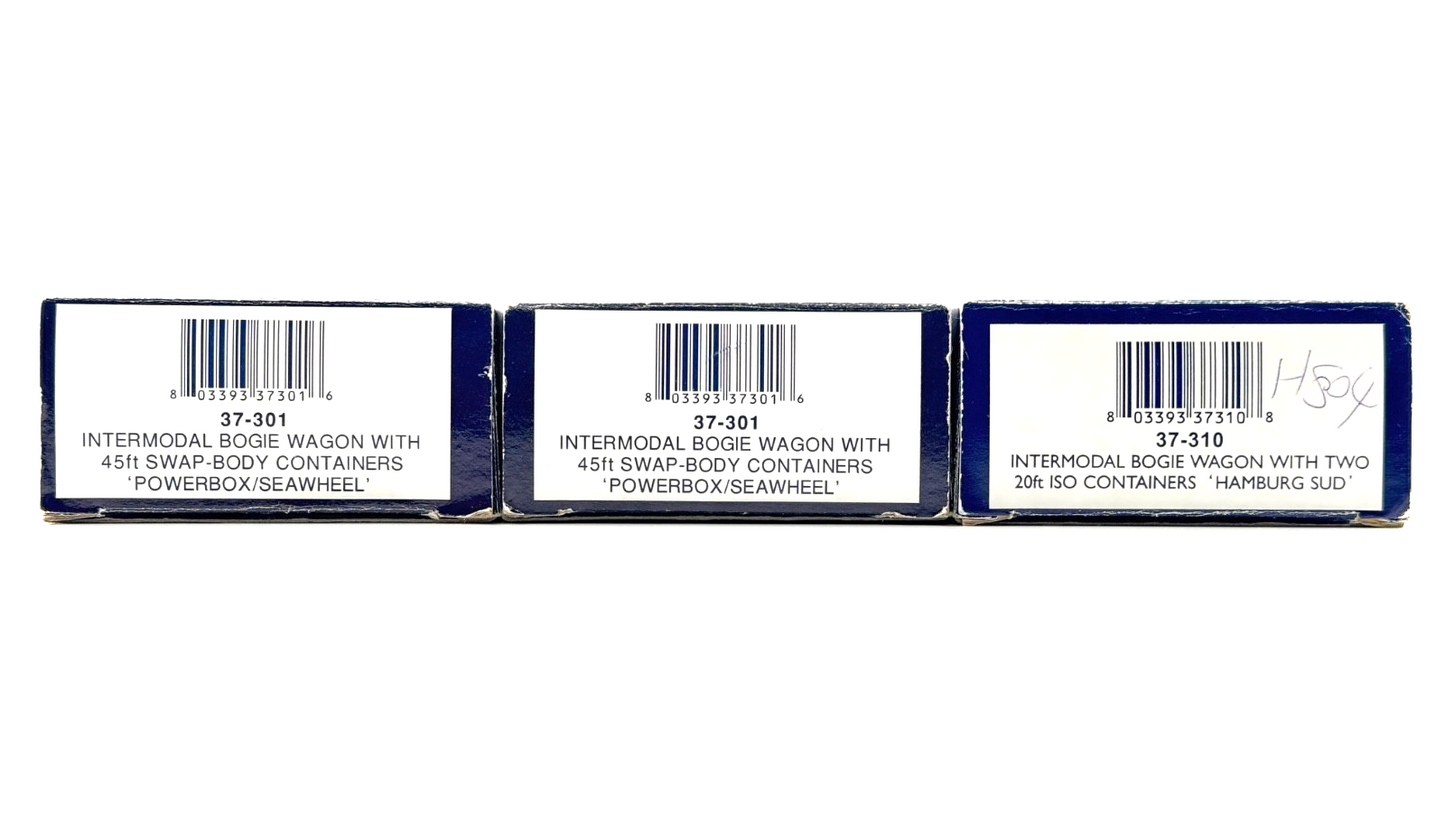 8 03393 37301 6
37-301
INTERMODAL BOGIE WAGON WITH
45ft SWAP-BODY CONTAINERS
‘POWERBOX/SEAWHEEL’
8 03393 37301 6
37-301
INTERMODAL BOGIE WAGON WITH
45ft SWAP-BODY CONTAINERS
‘POWERBOX/SEAWHEEL’
8 03393 37310 8
37-310
INTERMODAL BOGIE WAGON WITH TWO
20ft ISO CONTAINERS ‘HAMBURG SUD’